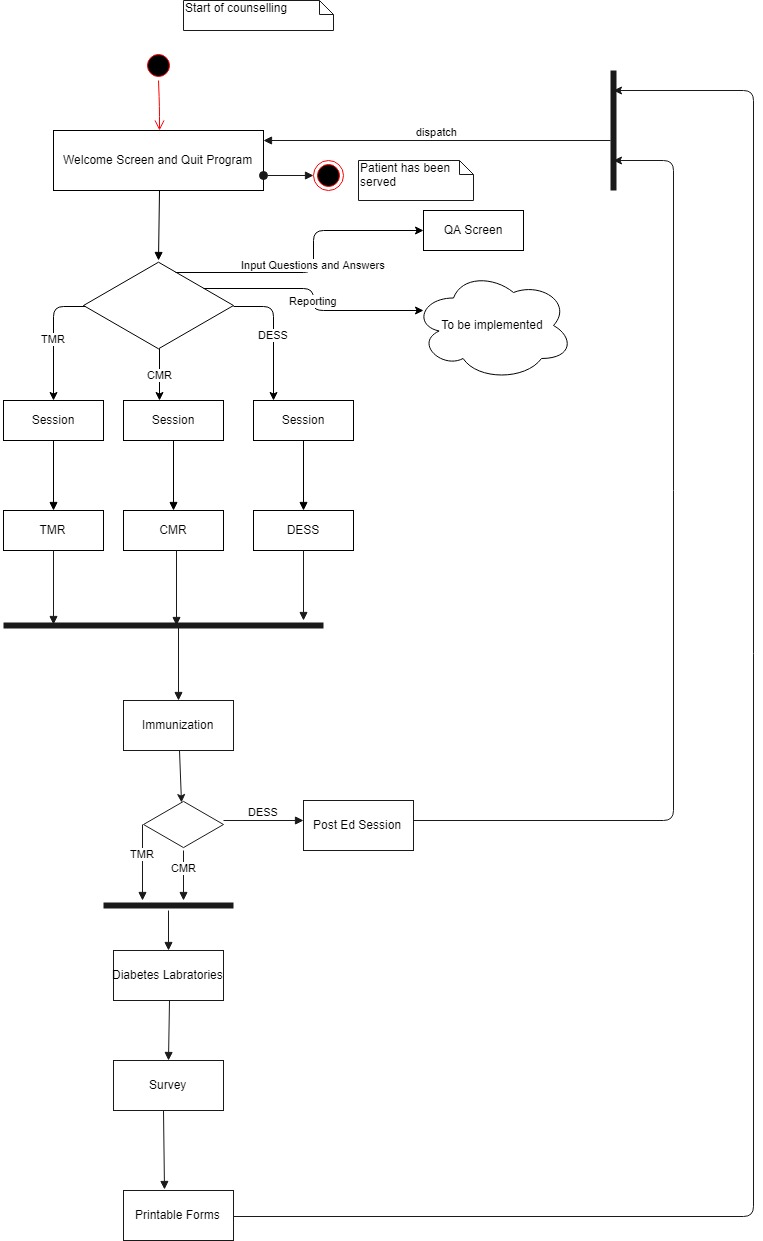 Start of counselling
dispatch
Welcome Screen and Quit Program
Patient has been
served
QA Screen
Input Questions and Answers
Reporting
To be implemented
TMR
DESS
CMR
Session
Session
Session
TMR
CMR
DESS
Immunization
DESS
Post Ed Session
TMR
CMR
Diabetes Labratories
Survey
Printable Forms